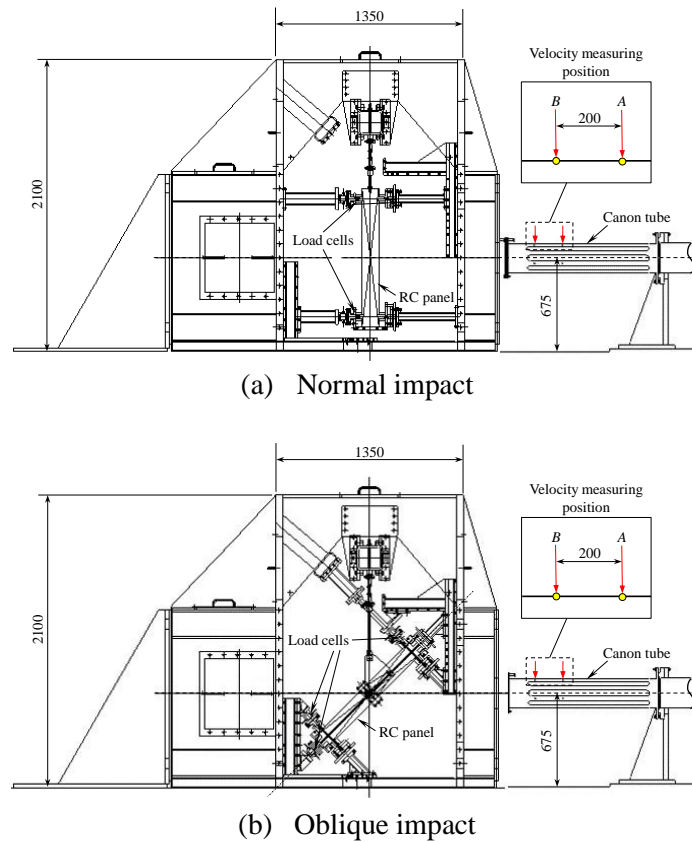 1350
Velocity measuring
position
B
A
200
2100
Canon tube
Load cells
RC panel
675
(a) Normal impact
1350
Velocity measuring
position
B
A
200
2100
Canon tube
Load cells
RC panel
675
(b) Oblique impact